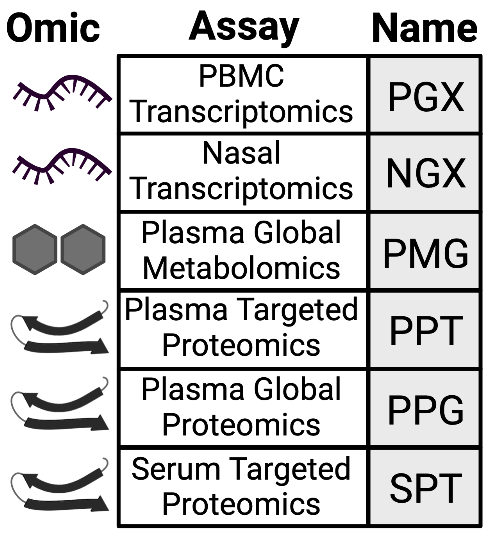 Omic Assay Name
PBMC
Transcriptomics
PGX
Nasal
Transcriptomics
NGX
Plasma Global
Metabolomics
PMG
Plasma Targeted
Proteomics
PPT
Plasma Global
Proteomics
PPG
Serum Targeted
Proteomics
SPT